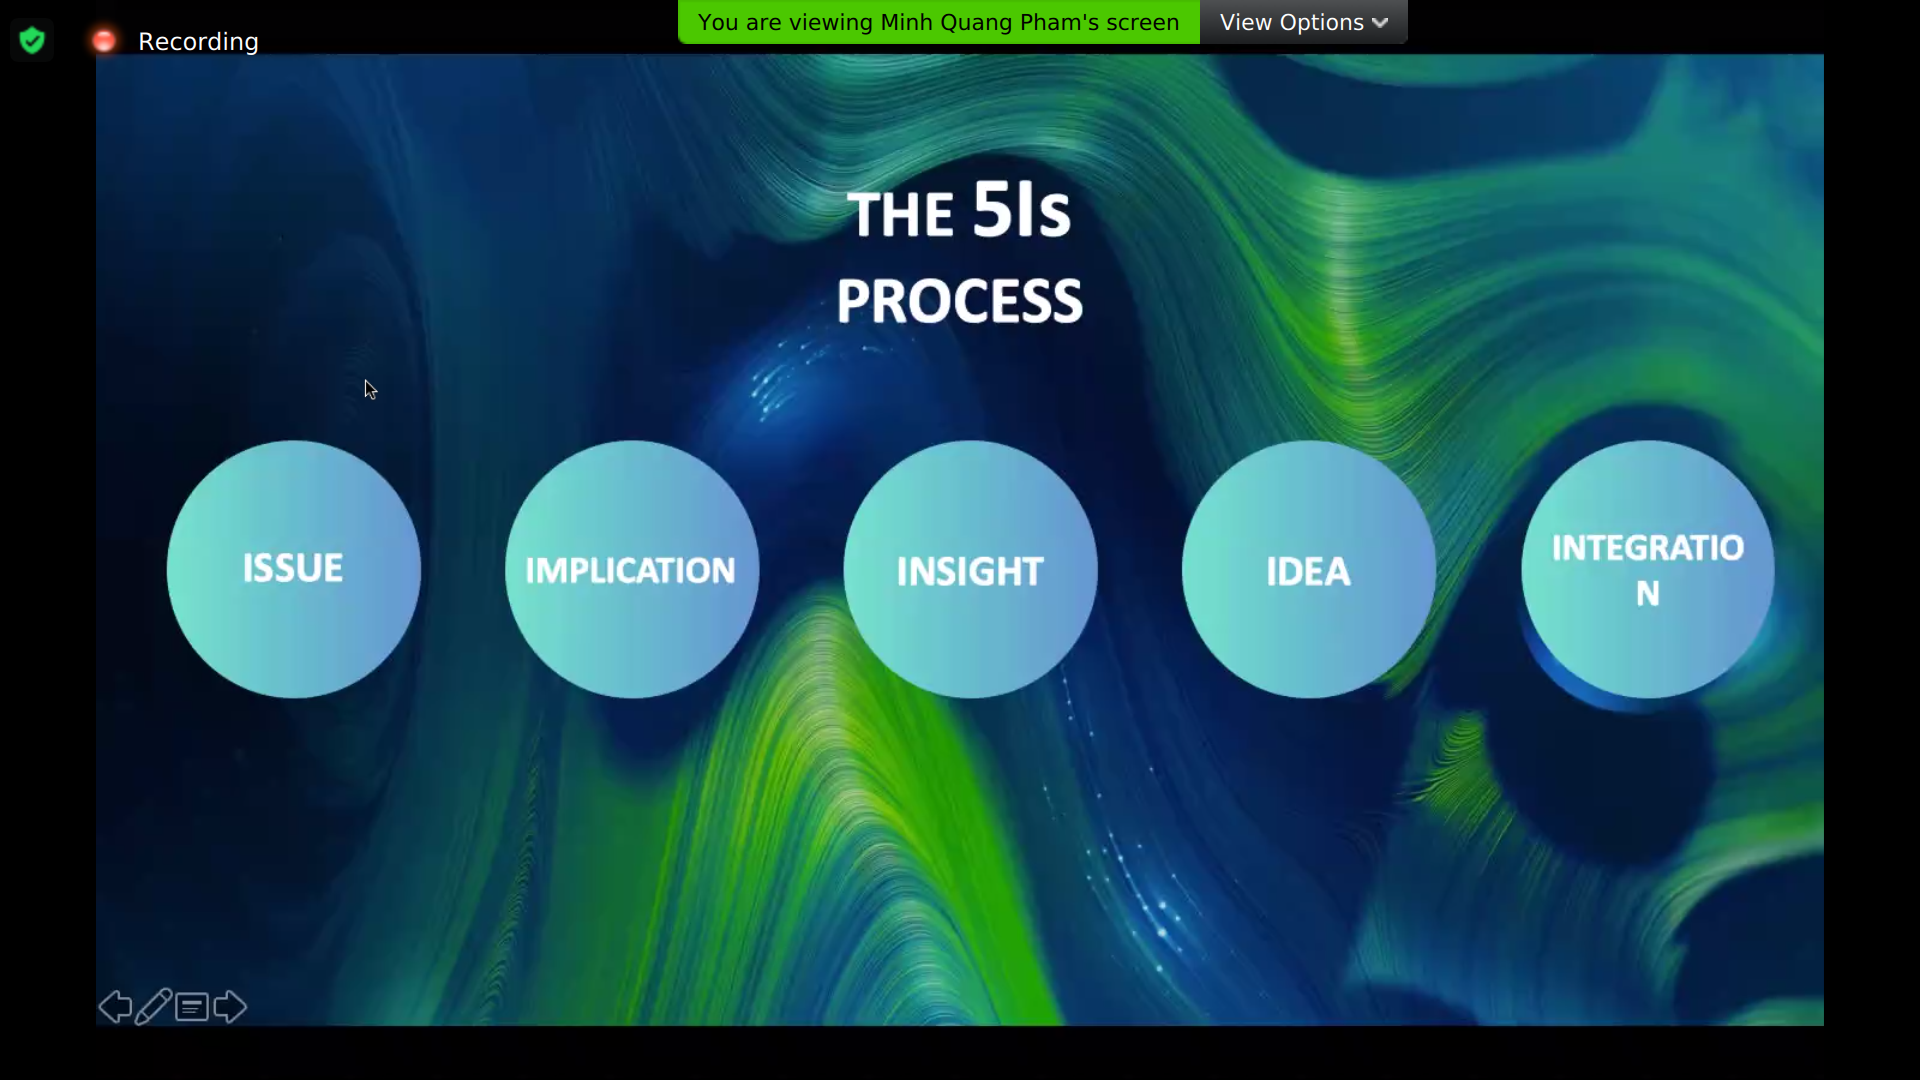 You are viewing Minh Quang Pham's screen
View Options
Recording
THE 5Is
PROCESS
ISSUE
IMPLICATION
INSIGHT
IDEA
INTEGRATIO
N